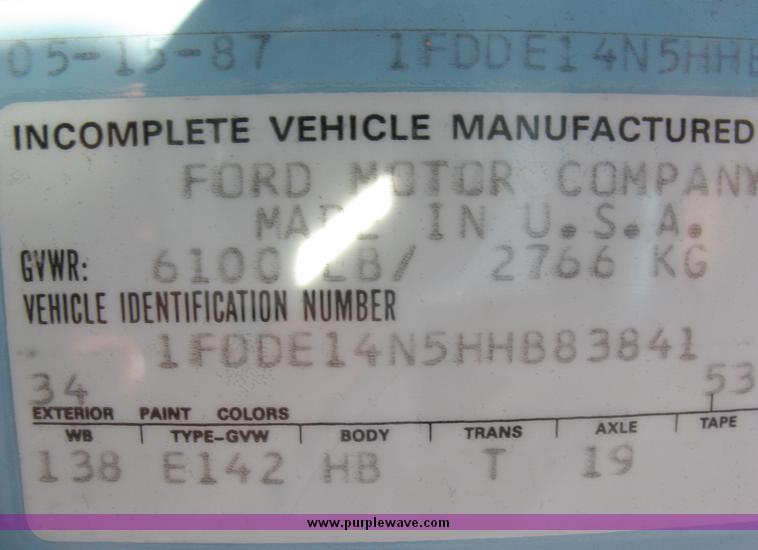 05-15-87 1FDDE14N5HHB
INCOMPLETE VEHICLE MANUFACTURED
FORD MOTOR COMPANY
MADE IN U.S.A.
GVWR: 6100 LB/ 2766 KG
VEHICLE IDENTIFICATION NUMBER
1FDDE14N5HHB83841
34 53
EXTERIOR PAINT COLORS
WB TYPE-GVW BODY TRANS AXLE TAPE
138 E142 HB T 19
www.purplewave.com